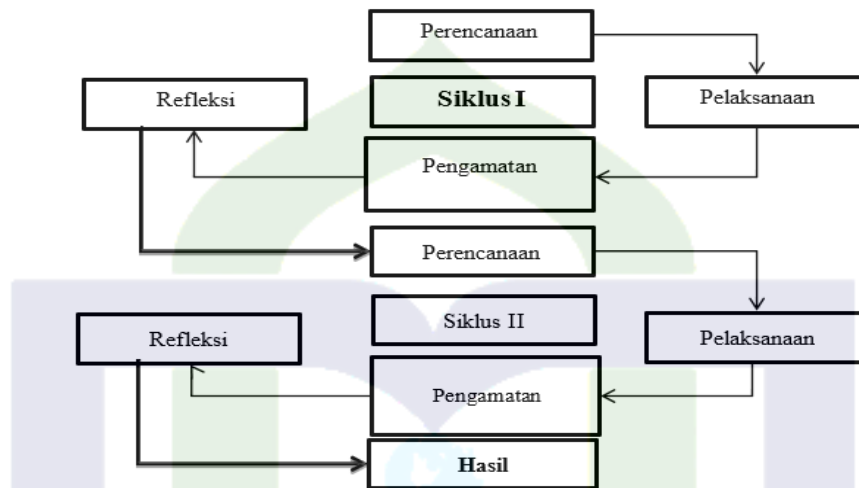 Perencanaan
Refleksi
Siklus I
Pelaksanaan
Pengamatan
Perencanaan
Refleksi
Siklus II
Pelaksanaan
Pengamatan
Hasil